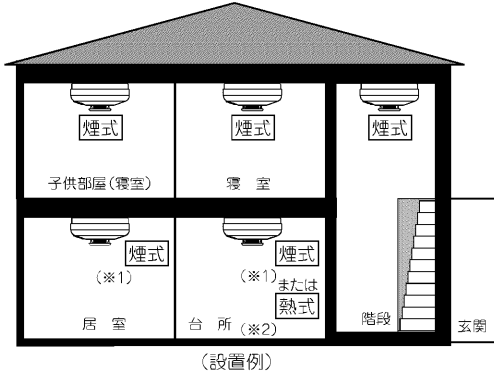 煙式
煙式
煙式
子供部屋(寝室)
寝 室
煙式
(※1)
居 室
煙式
(※1)
または
熱式
台 所 (※2)
階段
玄関
(設置例)